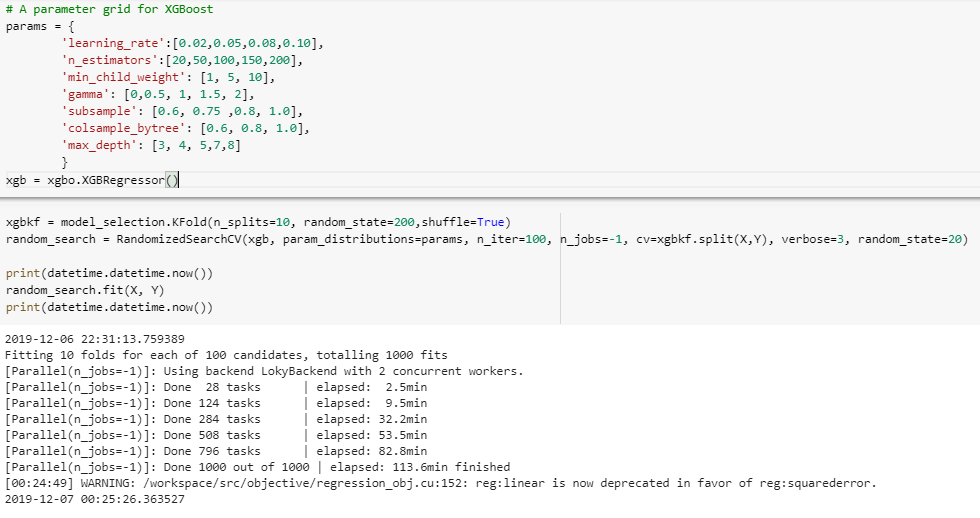 # A parameter grid for XGBoost
params = {
        'learning_rate':[0.02,0.05,0.08,0.10],
        'n_estimators':[20,50,100,150,200],
        'min_child_weight': [1, 5, 10],
        'gamma': [0,0.5, 1, 1.5, 2],
        'subsample': [0.6, 0.75 ,0.8, 1.0],
        'colsample_bytree': [0.6, 0.8, 1.0],
        'max_depth': [3, 4, 5,7,8]
        }
xgb = xgbo.XGBRegressor()
xgbkf = model_selection.KFold(n_splits=10, random_state=200,shuffle=True)
random_search = RandomizedSearchCV(xgb, param_distributions=params, n_iter=100, n_jobs=-1, cv=xgbkf.split(X,Y), verbose=3, random_state=20)
print(datetime.datetime.now())
random_search.fit(X, Y)
print(datetime.datetime.now())
2019-12-06 22:31:13.759389
Fitting 10 folds for each of 100 candidates, totalling 1000 fits
[Parallel(n_jobs=-1)]: Using backend LokyBackend with 2 concurrent workers.
[Parallel(n_jobs=-1)]: Done  28 tasks      | elapsed:  2.5min
[Parallel(n_jobs=-1)]: Done 124 tasks      | elapsed:  9.5min
[Parallel(n_jobs=-1)]: Done 284 tasks      | elapsed: 32.2min
[Parallel(n_jobs=-1)]: Done 508 tasks      | elapsed: 53.5min
[Parallel(n_jobs=-1)]: Done 796 tasks      | elapsed: 82.8min
[Parallel(n_jobs=-1)]: Done 1000 out of 1000 | elapsed: 113.6min finished
[00:24:49] WARNING: /workspace/src/objective/regression_obj.cu:152: reg:linear is now deprecated in favor of reg:squarederror.
2019-12-07 00:25:26.363527